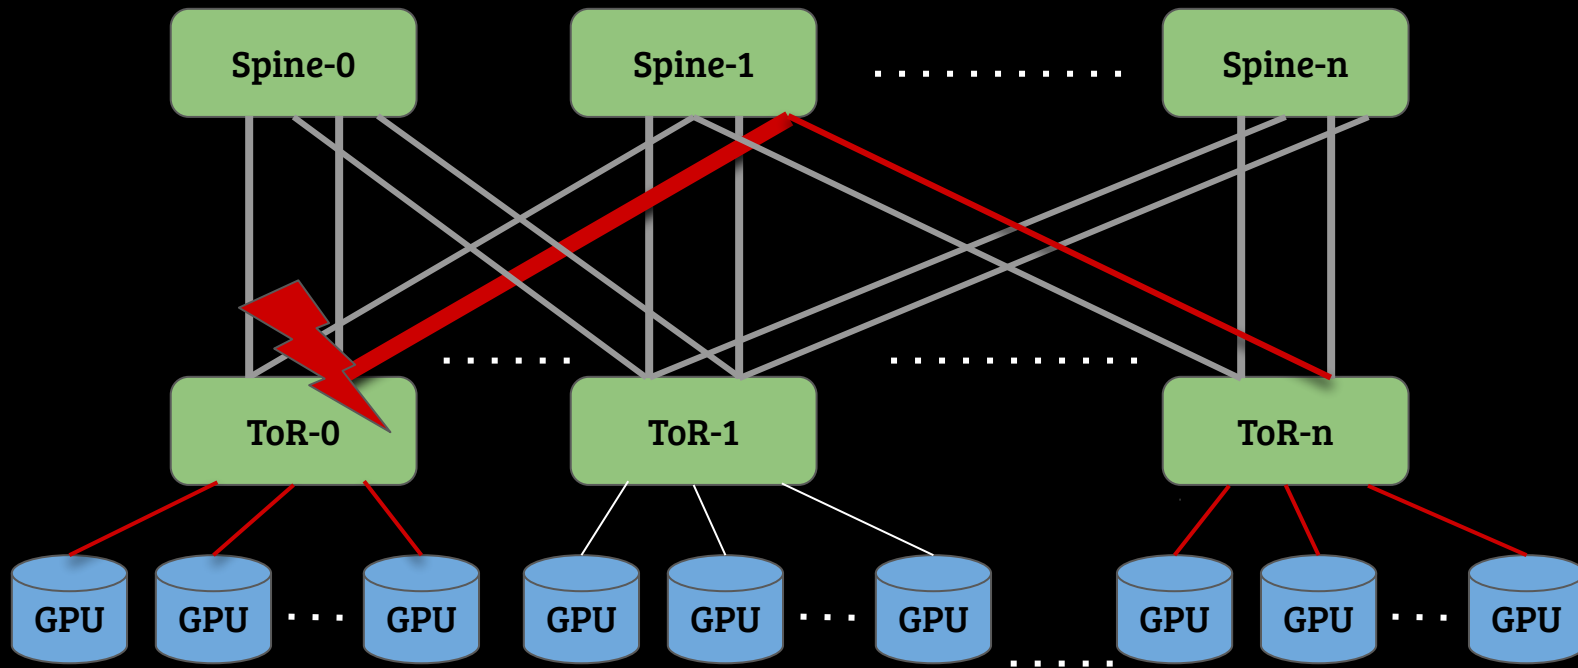 Spine-0
Spine-1
Spine-n
ToR-0
ToR-1
ToR-n
GPU
GPU
GPU
GPU
GPU
GPU
GPU
GPU
GPU